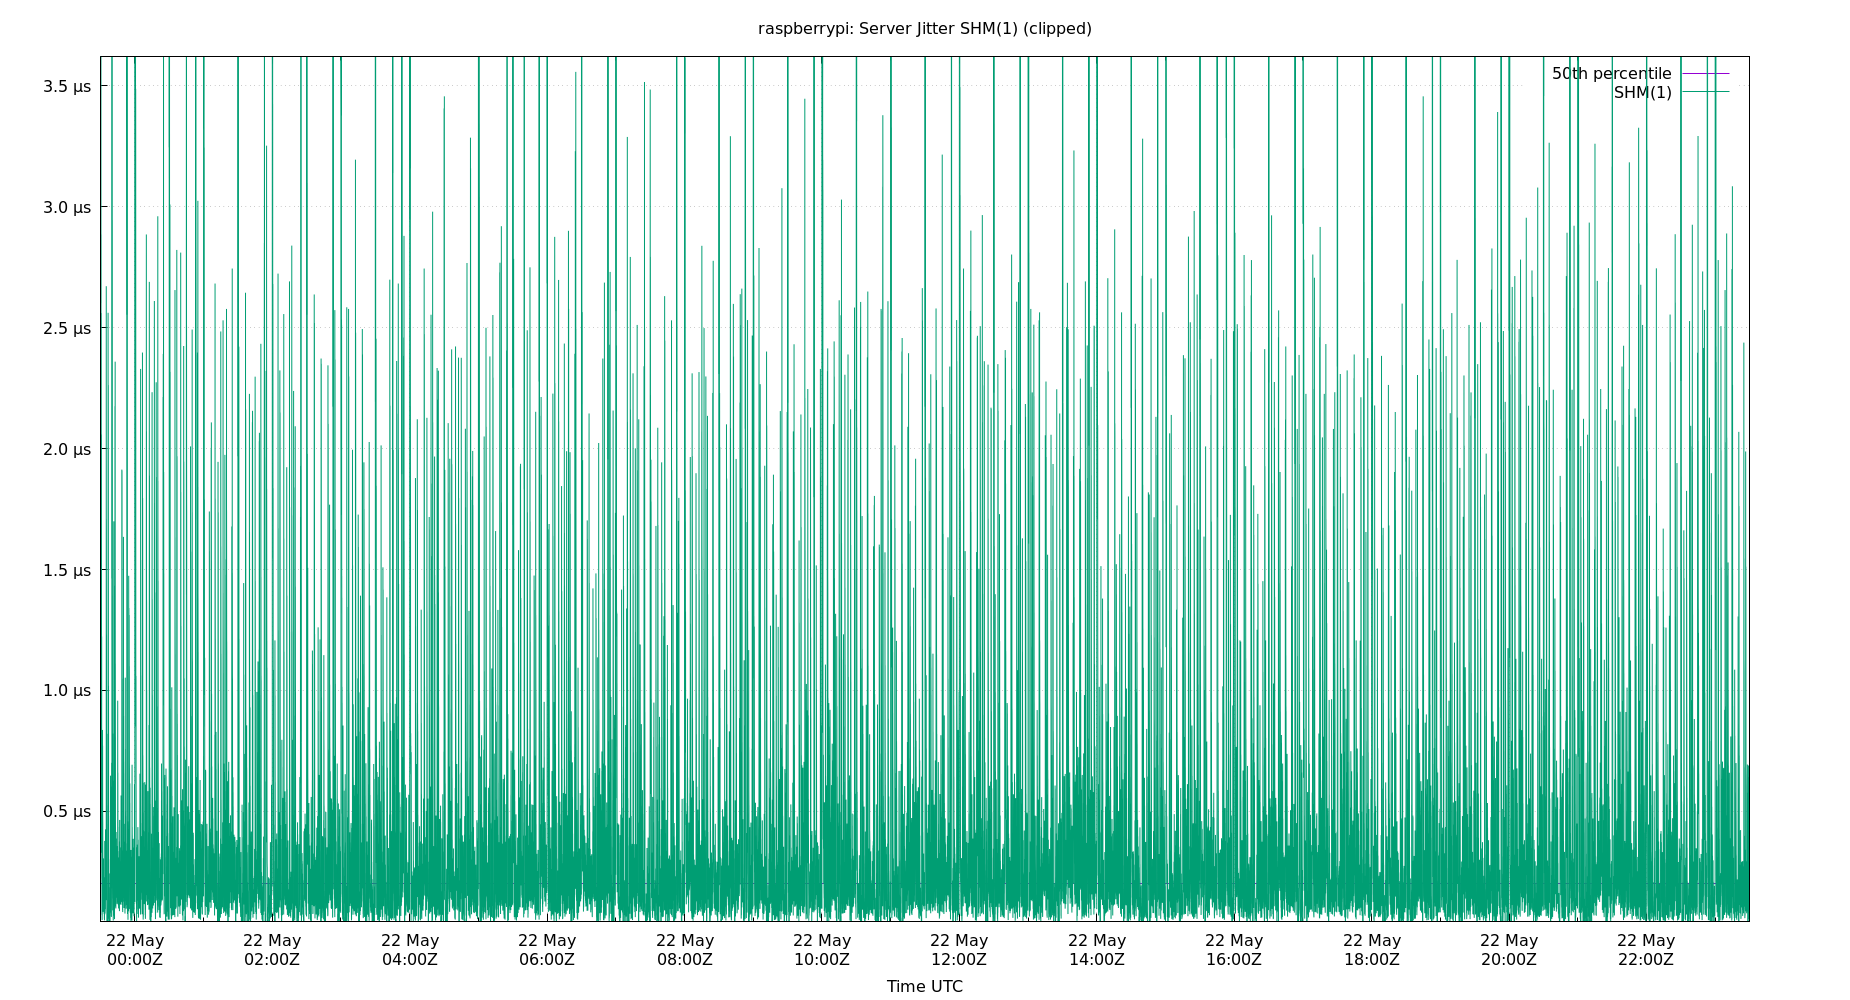 raspberrypi: Server Jitter SHM(1) (clipped)
50th percentile
SHM(1)
3.5 µs
3.0 µs
2.5 µs
2.0 µs
1.5 µs
1.0 µs
0.5 µs
22 May 22 May 22 May 22 May 22 May 22 May 22 May 22 May 22 May 22 May 22 May 22 May
00:00Z 02:00Z 04:00Z 06:00Z 08:00Z 10:00Z 12:00Z 14:00Z 16:00Z 18:00Z 20:00Z 22:00Z
Time UTC